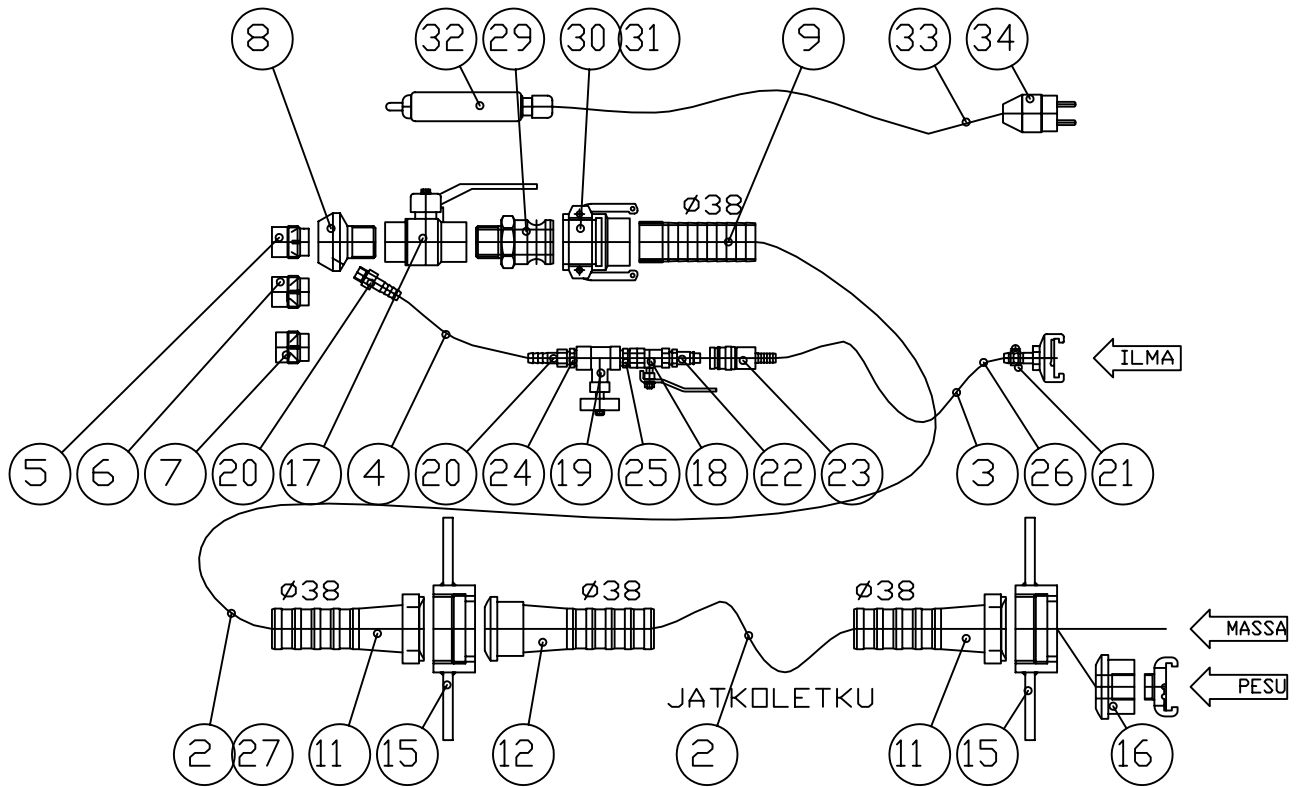 8 32 29 30 31 9 33 34
ø38
ILMA
5 6 7 20 17 4 20 24 19 25 18 22 23 3 26 21
ø38 ø38 ø38
MASSA
PESU
JATKOLETKU
2 27 11 15 12 2 11 15 16